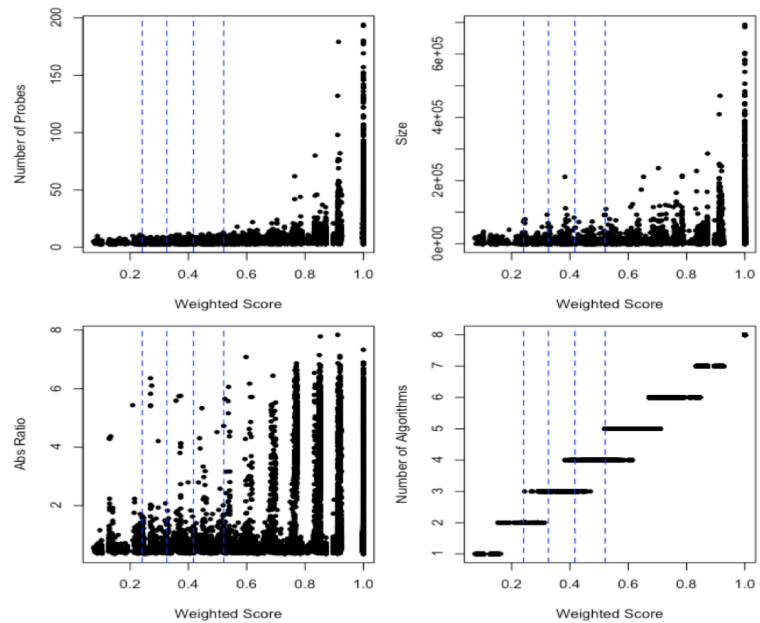 200
150
100
50
0
Number of Probes
0.2 0.4 0.6 0.8 1.0
Weighted Score
6e+05
4e+05
2e+05
0e+00
Size
0.2 0.4 0.6 0.8 1.0
Weighted Score
8
6
4
2
Abs Ratio
0.2 0.4 0.6 0.8 1.0
Weighted Score
8
7
6
5
4
3
2
1
Number of Algorithms
0.2 0.4 0.6 0.8 1.0
Weighted Score